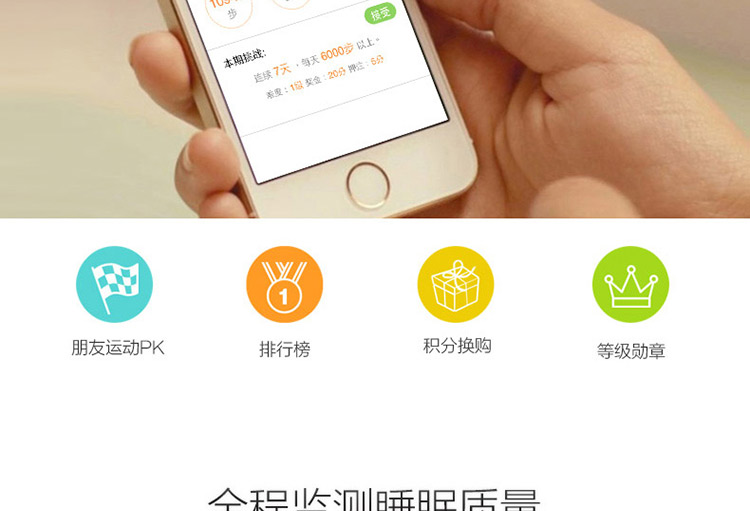 步
接受
本期挑战:
连续 7天 ，每天 6000步 以上。
难度：1级 奖金：20分 押注：5分
1
朋友运动PK
排行榜
积分换购
等级勋章
全程监测睡眠质量